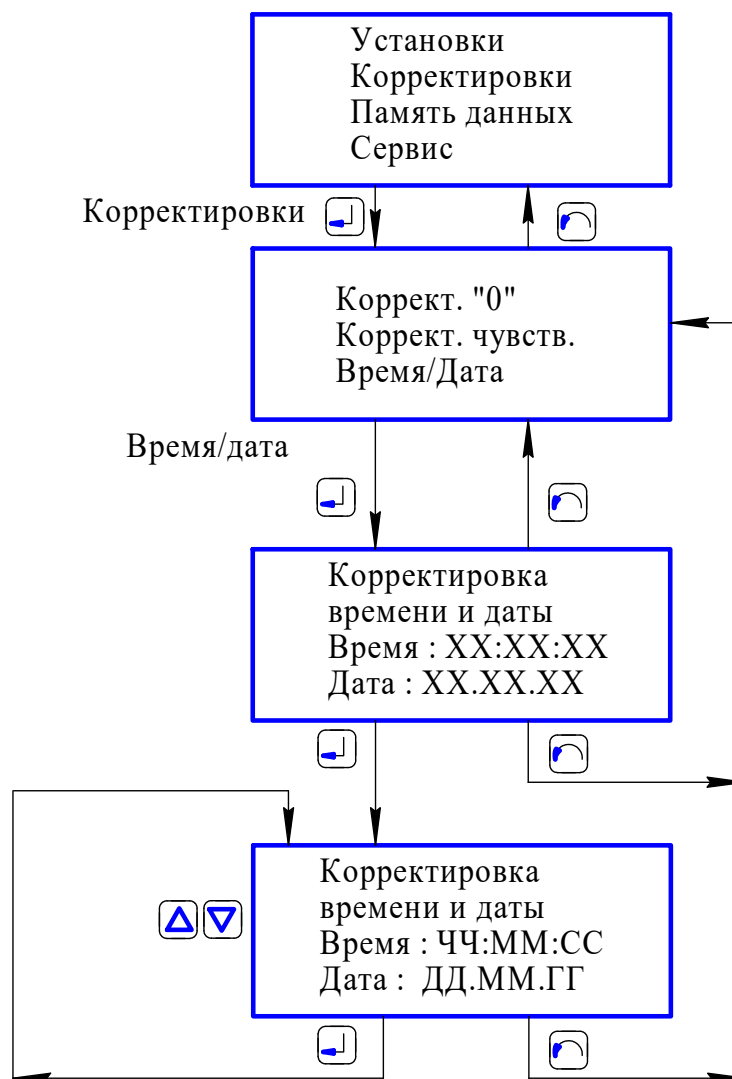 Установки
Корректировки
Память данных
Сервис
Корректировки
Коррект. "0"
Коррект. чувств.
Время/Дата
Время/дата
Корректировка
времени и даты
Время : XX:XX:XX
Дата : XX.XX.XX
Корректировка
времени и даты
Время : ЧЧ:ММ:СС
Дата : ДД.ММ.ГГ